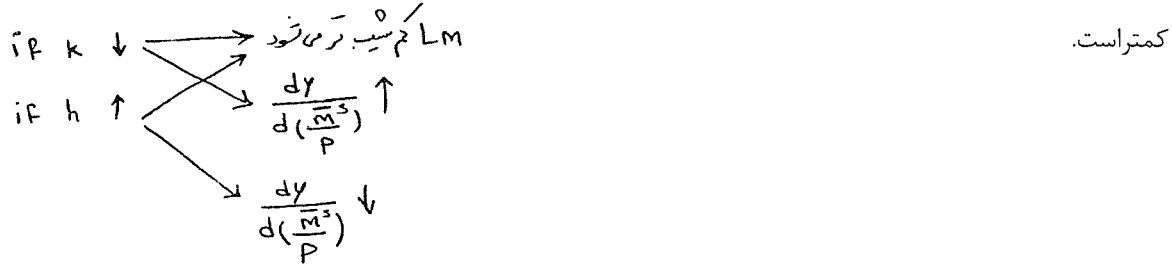 کمتراست.
if k ↓ → LM کم شیب تر می شود
dy / d(M̅ˢ/P) ↑
if h ↑
dy / d(M̅ˢ/P) ↓